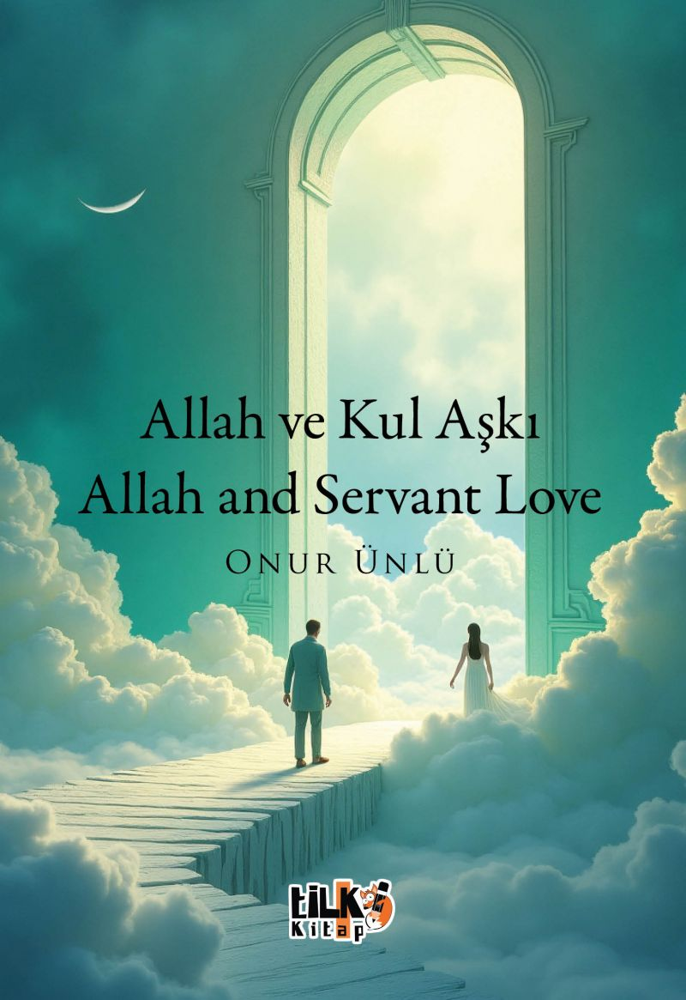 Allah ve Kul Aşkı
Allah and Servant Love
Onur Ünlü
tiLKi
Kitap